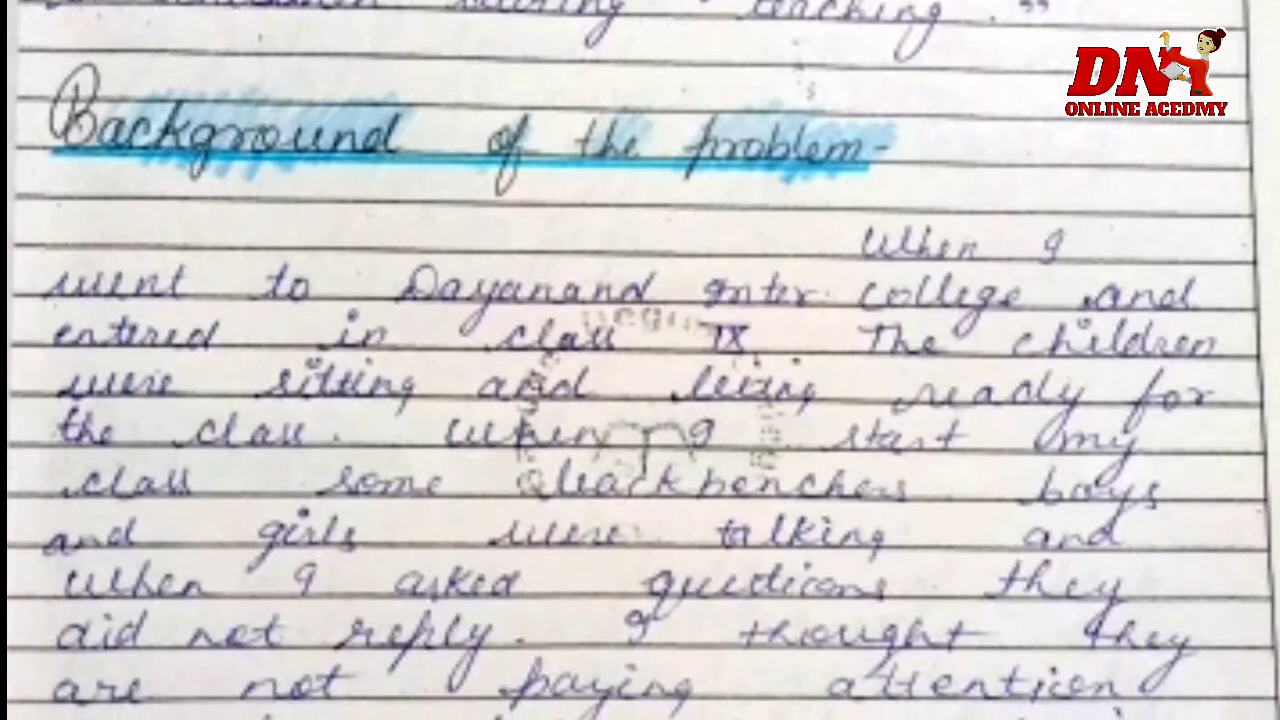 teaching . "
DN
ONLINE ACEDMY
Background of the problem-
When I
went to Dayanand Inter. college and
entered in class IX The children
were sitting and being ready for
the class. When I start my
class some backbenchers boys
and girls were talking and
When I asked questions they
did not reply. I thought they
are not paying attention